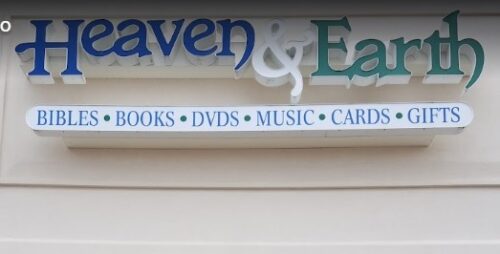 Heaven & Earth
BIBLES • BOOKS • DVDS • MUSIC • CARDS • GIFTS